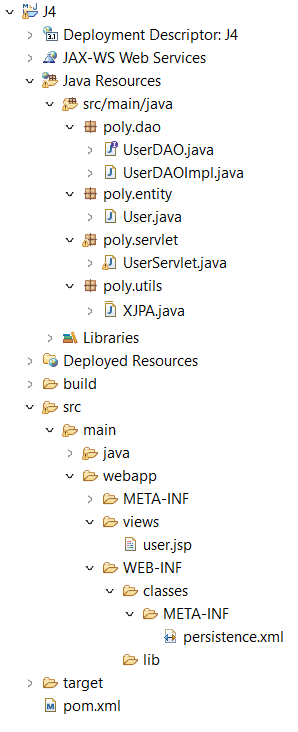 J4
Deployment Descriptor: J4
JAX-WS Web Services
Java Resources
src/main/java
poly.dao
UserDAO.java
UserDAOImpl.java
poly.entity
User.java
poly.servlet
UserServlet.java
poly.utils
XJPA.java
Libraries
Deployed Resources
build
src
main
java
webapp
META-INF
views
user.jsp
WEB-INF
classes
META-INF
persistence.xml
lib
target
pom.xml